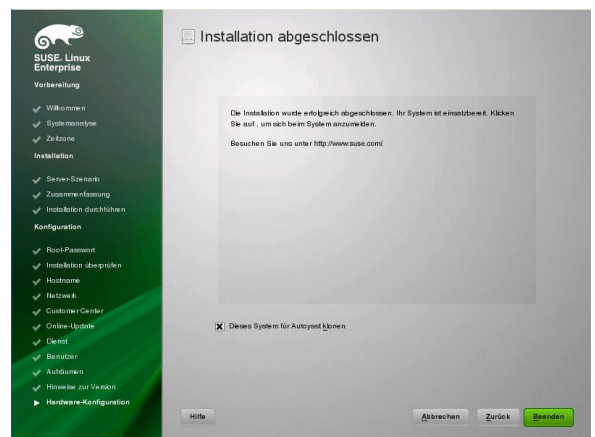 SUSE. Linux
Enterprise
Vorbereitung
Willkommen
Systemanalyse
Zeitzone
Installation
Server-Szenario
Zusammenfassung
Installation durchführen
Konfiguration
Root-Passwort
Installation überprüfen
Hostname
Netzwerk
Customer Center
Online-Update
Dienst
Benutzer
Aufräumen
Hinweise zur Version
Hardware-Konfiguration
Installation abgeschlossen
Die Installation wurde erfolgreich abgeschlossen. Ihr System ist einsatzbereit. Klicken
Sie auf , um sich beim System anzumelden.
Besuchen Sie uns unter http://www.suse.com/.
Dieses System für Autoyast klonen
Hilfe
Abbrechen
Zurück
Beenden